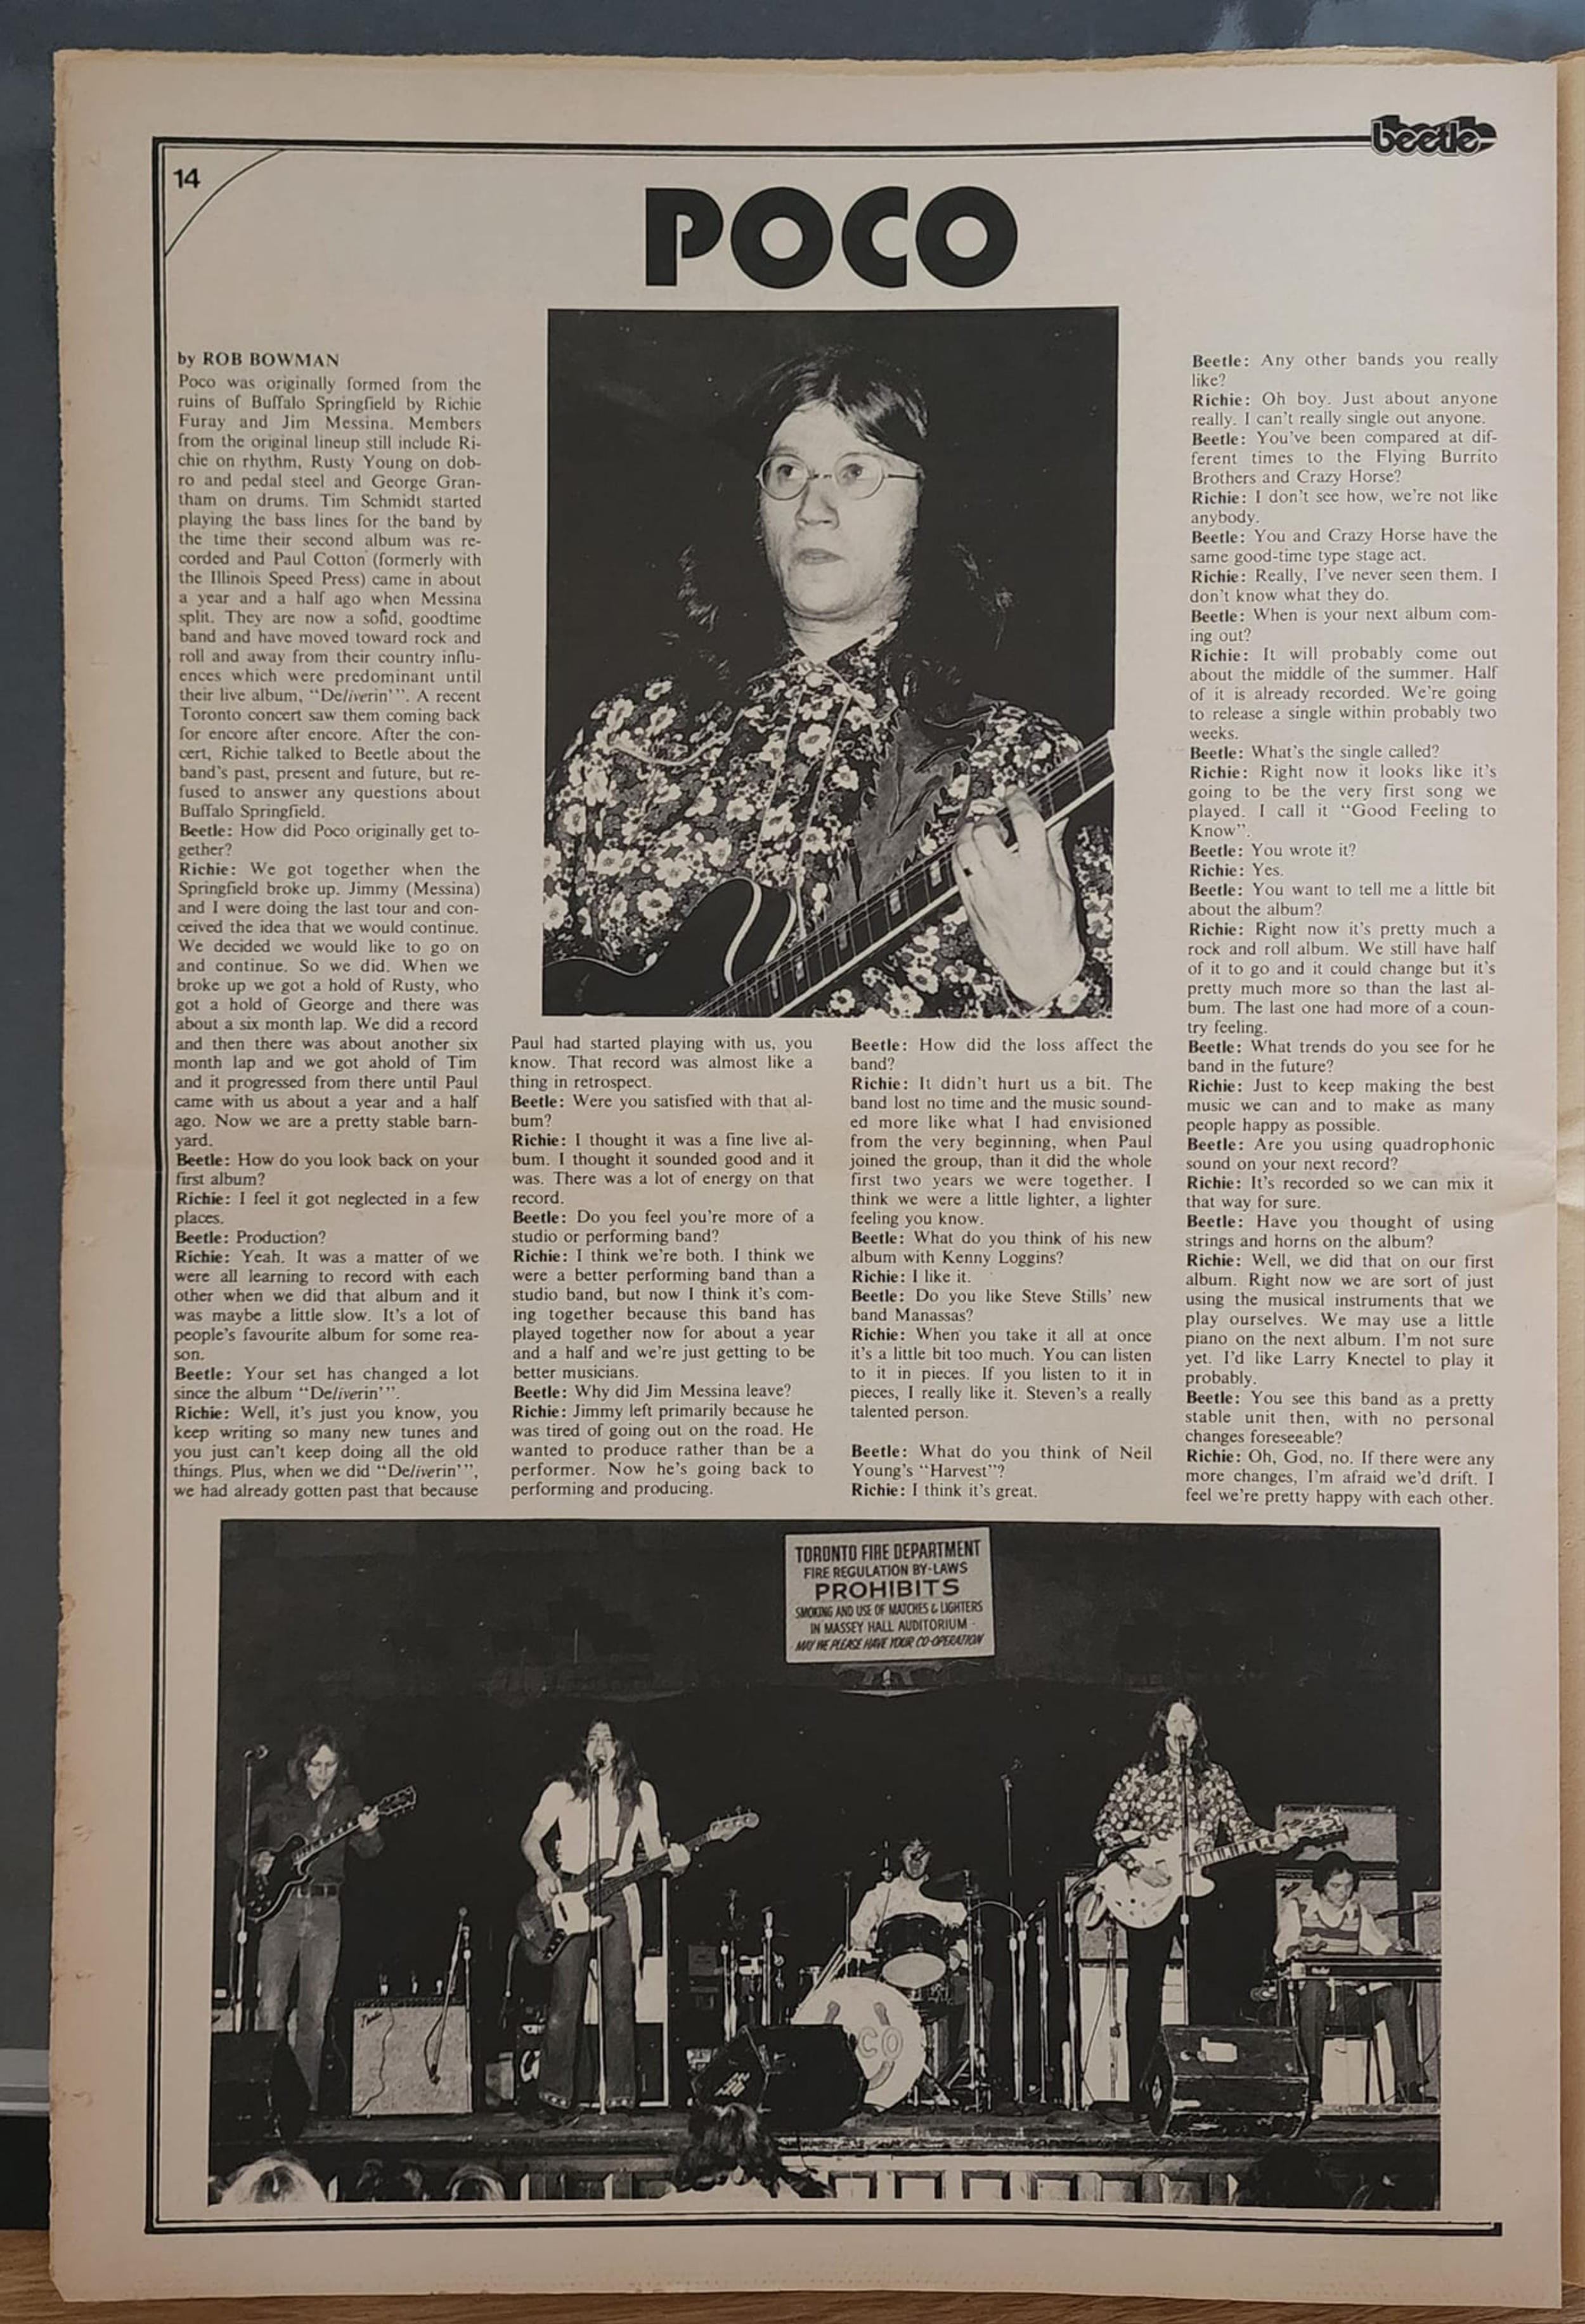 beetle
14
POCO
by ROB BOWMAN
Poco was originally formed from the
ruins of Buffalo Springfield by Richie
Furay and Jim Messina. Members
from the original lineup still include Ri-
chie on rhythm, Rusty Young on dob-
ro and pedal steel and George Gran-
tham on drums. Tim Schmidt started
playing the bass lines for the band by
the time their second album was re-
corded and Paul Cotton (formerly with
the Illinois Speed Press) came in about
a year and a half ago when Messina
split. They are now a solid, goodtime
band and have moved toward rock and
roll and away from their country influ-
ences which were predominant until
their live album, "Deliverin'". A recent
Toronto concert saw them coming back
for encore after encore. After the con-
cert, Richie talked to Beetle about the
band's past, present and future, but re-
fused to answer any questions about
Buffalo Springfield.
Beetle: How did Poco originally get to-
gether?
Richie: We got together when the
Springfield broke up. Jimmy (Messina)
and I were doing the last tour and con-
ceived the idea that we would continue.
We decided we would like to go on
and continue. So we did. When we
broke up we got a hold of Rusty, who
got a hold of George and there was
about a six month lap. We did a record
and then there was about another six
month lap and we got ahold of Tim
and it progressed from there until Paul
came with us about a year and a half
ago. Now we are a pretty stable barn-
yard.
Beetle: How do you look back on your
first album?
Richie: I feel it got neglected in a few
places.
Beetle: Production?
Richie: Yeah. It was a matter of we
were all learning to record with each
other when we did that album and it
was maybe a little slow. It's a lot of
people's favourite album for some rea-
son.
Beetle: Your set has changed a lot
since the album "Deliverin'".
Richie: Well, it's just you know, you
keep writing so many new tunes and
you just can't keep doing all the old
things. Plus, when we did "Deliverin'",
we had already gotten past that because
Paul had started playing with us, you
know. That record was almost like a
thing in retrospect.
Beetle: Were you satisfied with that al-
bum?
Richie: I thought it was a fine live al-
bum. I thought it sounded good and it
was. There was a lot of energy on that
record.
Beetle: Do you feel you're more of a
studio or performing band?
Richie: I think we're both. I think we
were a better performing band than a
studio band, but now I think it's com-
ing together because this band has
played together now for about a year
and a half and we're just getting to be
better musicians.
Beetle: Why did Jim Messina leave?
Richie: Jimmy left primarily because he
was tired of going out on the road. He
wanted to produce rather than be a
performer. Now he's going back to
performing and producing.
Beetle: How did the loss affect the
band?
Richie: It didn't hurt us a bit. The
band lost no time and the music sound-
ed more like what I had envisioned
from the very beginning, when Paul
joined the group, than it did the whole
first two years we were together. I
think we were a little lighter, a lighter
feeling you know.
Beetle: What do you think of his new
album with Kenny Loggins?
Richie: I like it.
Beetle: Do you like Steve Stills' new
band Manassas?
Richie: When you take it all at once
it's a little bit too much. You can listen
to it in pieces. If you listen to it in
pieces, I really like it. Steven's a really
talented person.
Beetle: What do you think of Neil
Young's "Harvest"?
Richie: I think it's great.
Beetle: Any other bands you really
like?
Richie: Oh boy. Just about anyone
really. I can't really single out anyone.
Beetle: You've been compared at dif-
ferent times to the Flying Burrito
Brothers and Crazy Horse?
Richie: I don't see how, we're not like
anybody.
Beetle: You and Crazy Horse have the
same good-time type stage act.
Richie: Really, I've never seen them. I
don't know what they do.
Beetle: When is your next album com-
ing out?
Richie: It will probably come out
about the middle of the summer. Half
of it is already recorded. We're going
to release a single within probably two
weeks.
Beetle: What's the single called?
Richie: Right now it looks like it's
going to be the very first song we
played. I call it "Good Feeling to
Know".
Beetle: You wrote it?
Richie: Yes.
Beetle: You want to tell me a little bit
about the album?
Richie: Right now it's pretty much a
rock and roll album. We still have half
of it to go and it could change but it's
pretty much more so than the last al-
bum. The last one had more of a coun-
try feeling.
Beetle: What trends do you see for he
band in the future?
Richie: Just to keep making the best
music we can and to make as many
people happy as possible.
Beetle: Are you using quadrophonic
sound on your next record?
Richie: It's recorded so we can mix it
that way for sure.
Beetle: Have you thought of using
strings and horns on the album?
Richie: Well, we did that on our first
album. Right now we are sort of just
using the musical instruments that we
play ourselves. We may use a little
piano on the next album. I'm not sure
yet. I'd like Larry Knectel to play it
probably.
Beetle: You see this band as a pretty
stable unit then, with no personal
changes foreseeable?
Richie: Oh, God, no. If there were any
more changes, I'm afraid we'd drift. I
feel we're pretty happy with each other.
TORONTO FIRE DEPARTMENT
FIRE REGULATION BY-LAWS
PROHIBITS
SMOKING AND USE OF MATCHES & LIGHTERS
IN MASSEY HALL AUDITORIUM
MAY WE PLEASE HAVE YOUR CO-OPERATION
Fender
CO